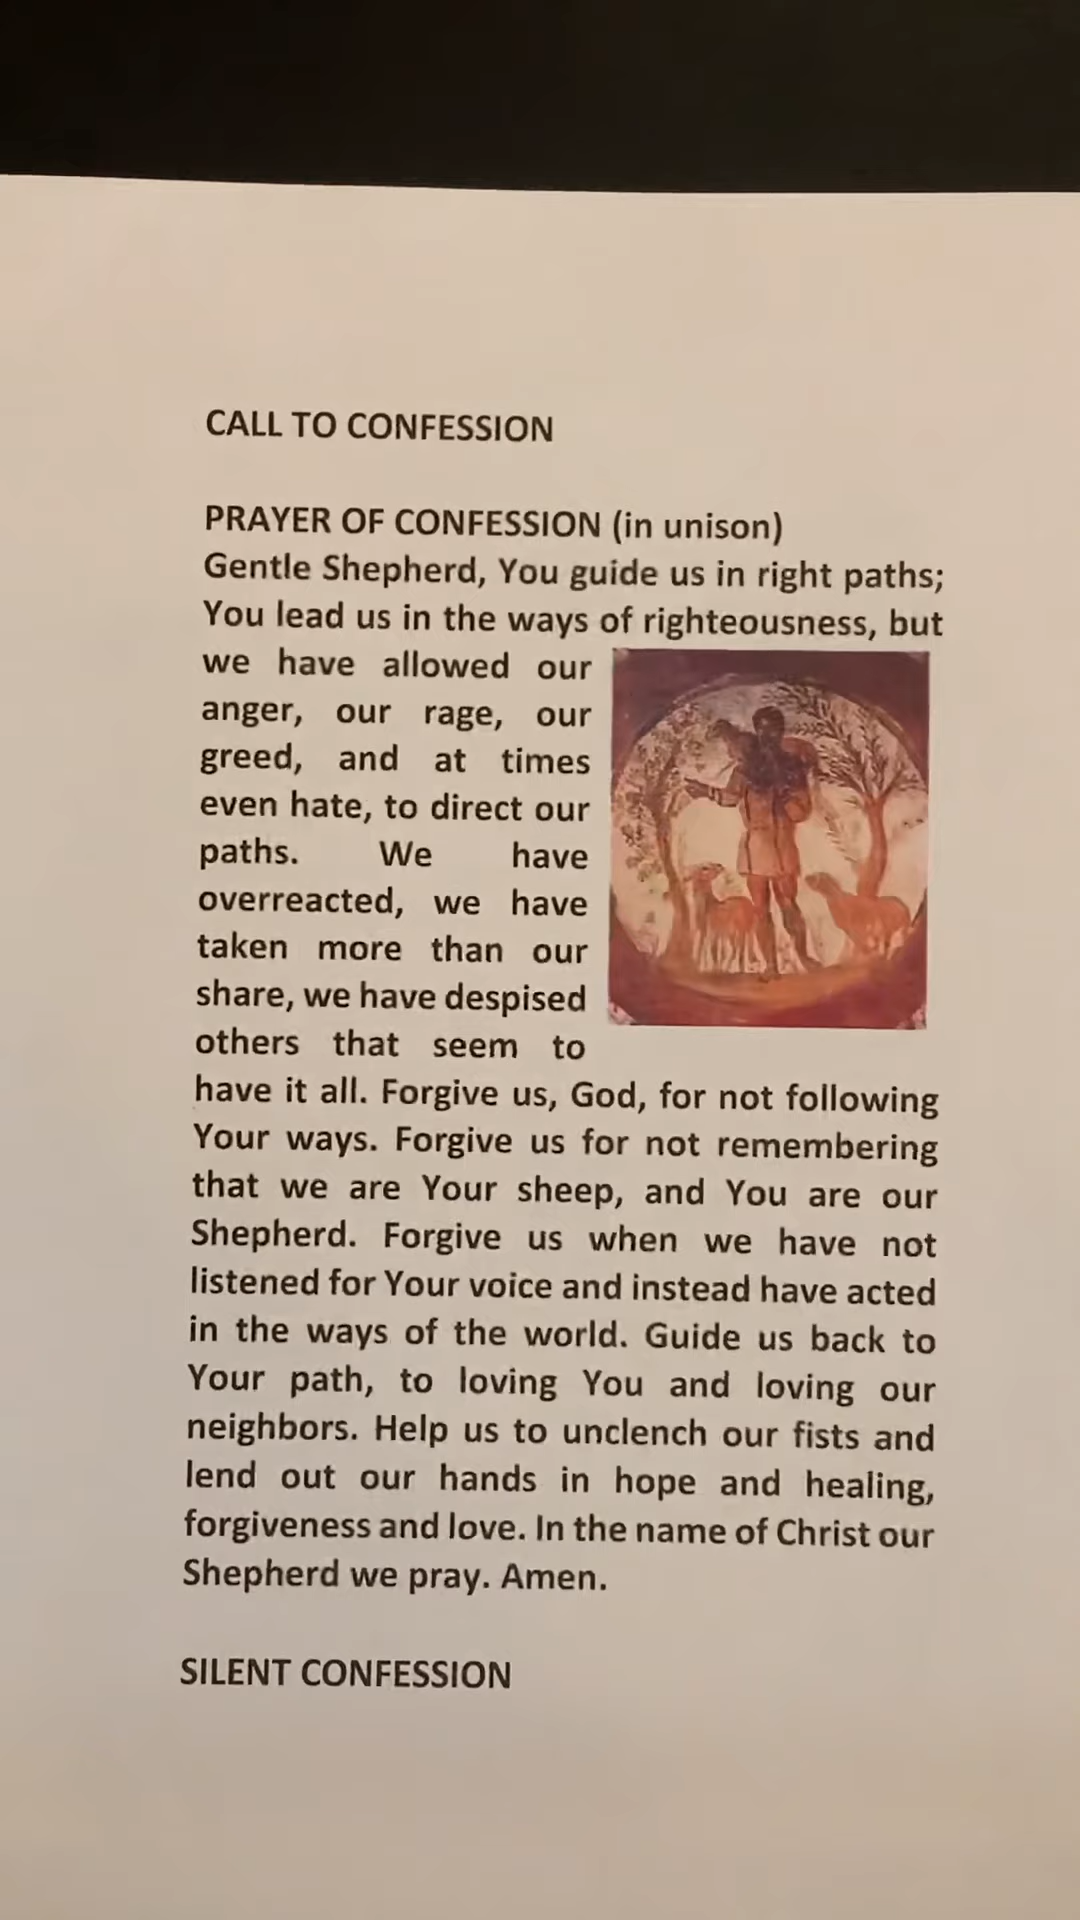 CALL TO CONFESSION
PRAYER OF CONFESSION (in unison)
Gentle Shepherd, You guide us in right paths;
You lead us in the ways of righteousness, but
we have allowed our
anger, our rage, our
greed, and at times
even hate, to direct our
paths. We have
overreacted, we have
taken more than our
share, we have despised
others that seem to
have it all. Forgive us, God, for not following
Your ways. Forgive us for not remembering
that we are Your sheep, and You are our
Shepherd. Forgive us when we have not
listened for Your voice and instead have acted
in the ways of the world. Guide us back to
Your path, to loving You and loving our
neighbors. Help us to unclench our fists and
lend out our hands in hope and healing,
forgiveness and love. In the name of Christ our
Shepherd we pray. Amen.
SILENT CONFESSION